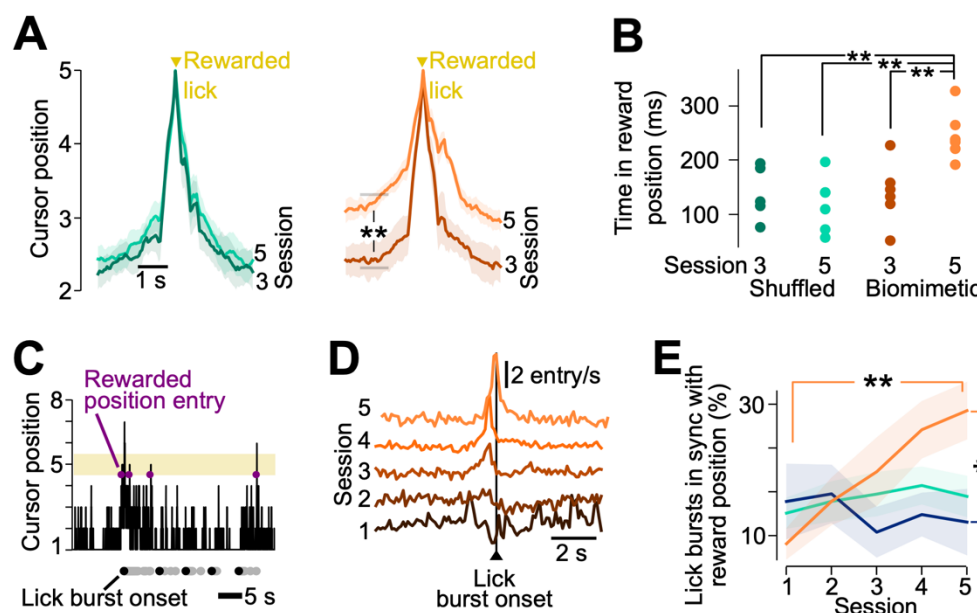 A
Rewarded
lick
Cursor position
5
4
3
2
1 s
5
3
Session
Rewarded
lick
**
5
3
Session
B
** **
**
Time in reward
position (ms)
300
200
100
Session 3 5 3 5
Shuffled Biomimetic
C
Rewarded
position entry
Cursor position
8
5
1
Lick burst onset
5 s
D
2 entry/s
Session
5
4
3
2
1
2 s
Lick
burst onset
E
**
Lick bursts in sync with
reward position (%)
30
10
1 2 3 4 5
Session